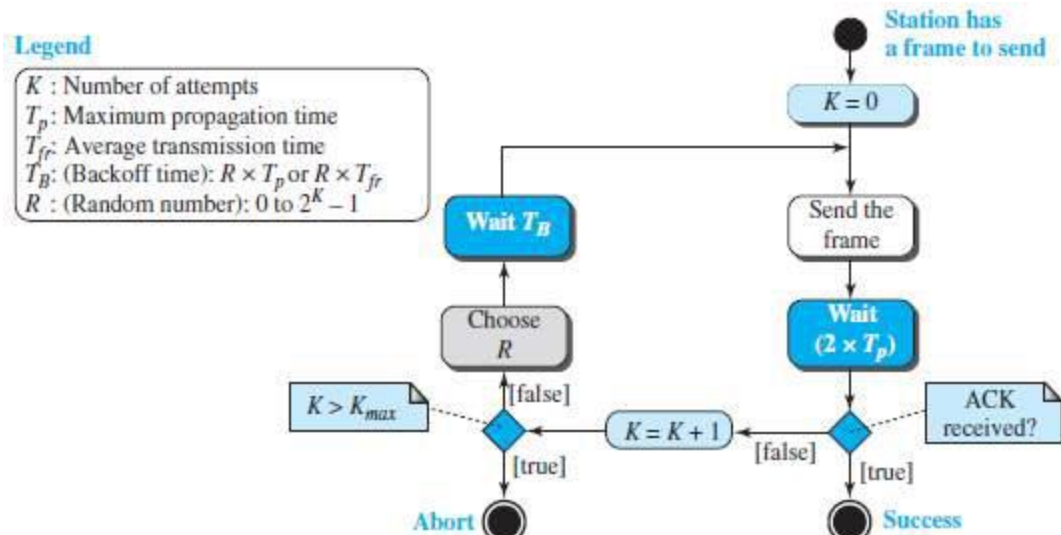 Legend
K : Number of attempts
Tp: Maximum propagation time
Tfr: Average transmission time
TB: (Backoff time): R × Tp or R × Tfr
R : (Random number): 0 to 2^K – 1
Station has
a frame to send
K = 0
Send the
frame
Wait
(2 × Tp)
ACK
received?
[true]
Success
[false]
K = K + 1
K > Kmax
[true]
Abort
[false]
Choose
R
Wait TB